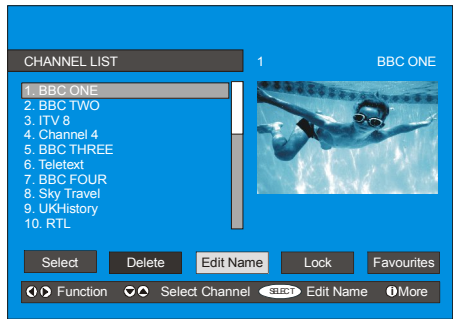 CHANNEL LIST
1 BBC ONE
1. BBC ONE
2. BBC TWO
3. ITV 8
4. Channel 4
5. BBC THREE
6. Teletext
7. BBC FOUR
8. Sky Travel
9. UKHistory
10. RTL
Select Delete Edit Name Lock Favourites
Function Select Channel SELECT Edit Name i More